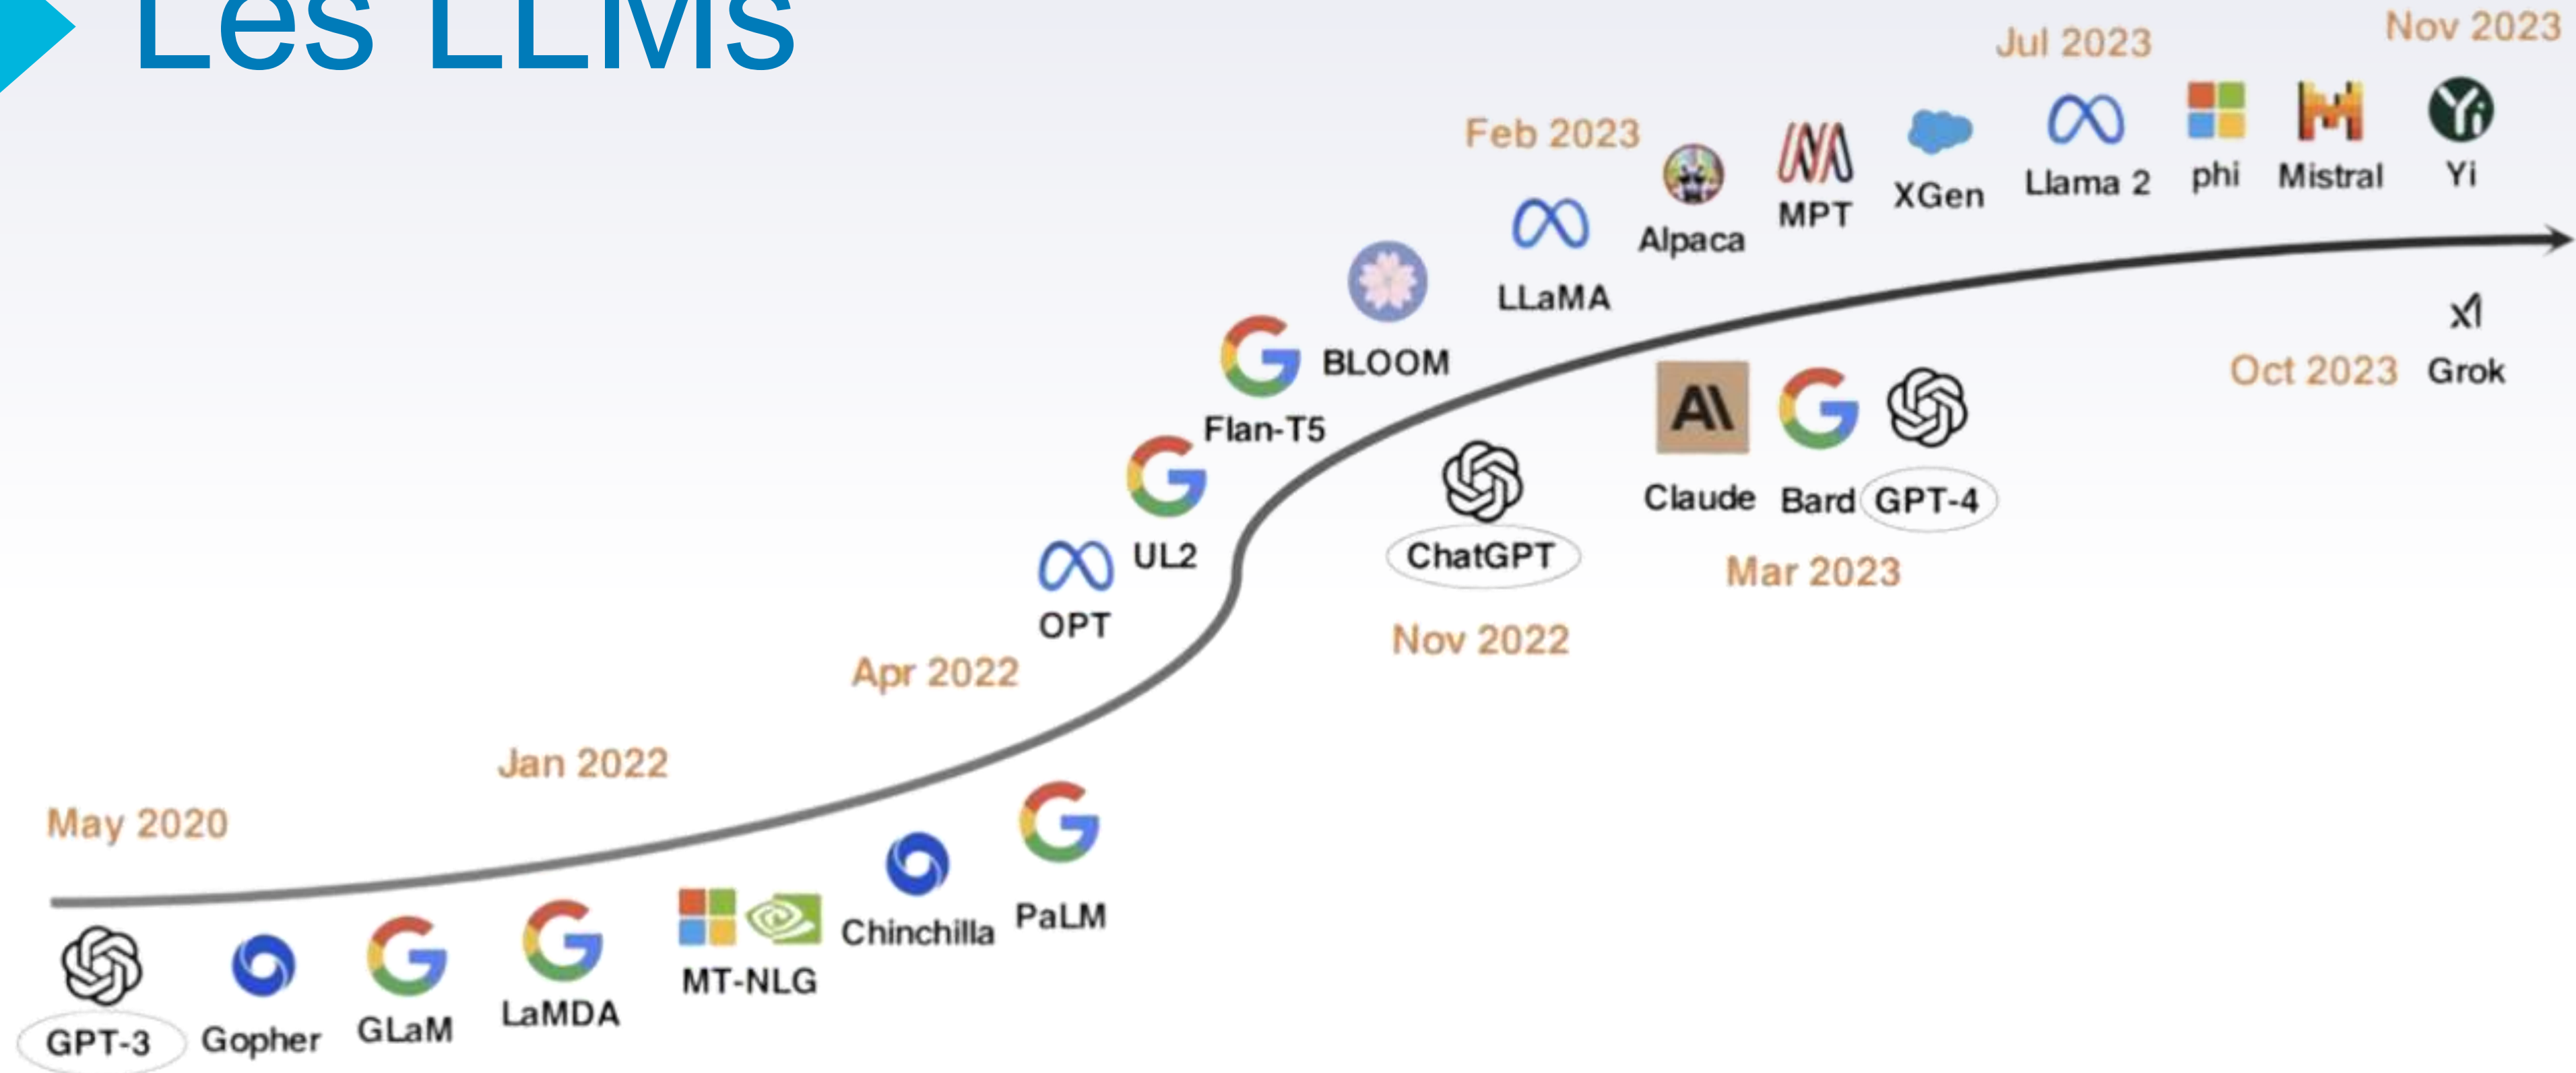 Les LLMs
Nov 2023
Jul 2023
Feb 2023
Alpaca
MPT
XGen
Llama 2
phi
Mistral
Yi
LLaMA
BLOOM
Flan-T5
UL2
OPT
Oct 2023
Grok
Claude
Bard
GPT-4
Mar 2023
ChatGPT
Nov 2022
Apr 2022
Jan 2022
May 2020
GPT-3
Gopher
GLaM
LaMDA
MT-NLG
Chinchilla
PaLM